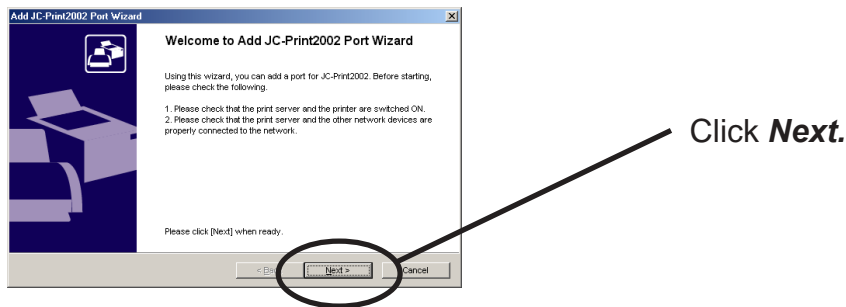 Add JC-Print2002 Port Wizard
Welcome to Add JC-Print2002 Port Wizard
Using this wizard, you can add a port for JC-Print2002. Before starting,
please check the following.
1. Please check that the print server and the printer are switched ON.
2. Please check that the print server and the other network devices are
properly connected to the network.
Click Next.
Please click [Next] when ready.
< Back Next > Cancel